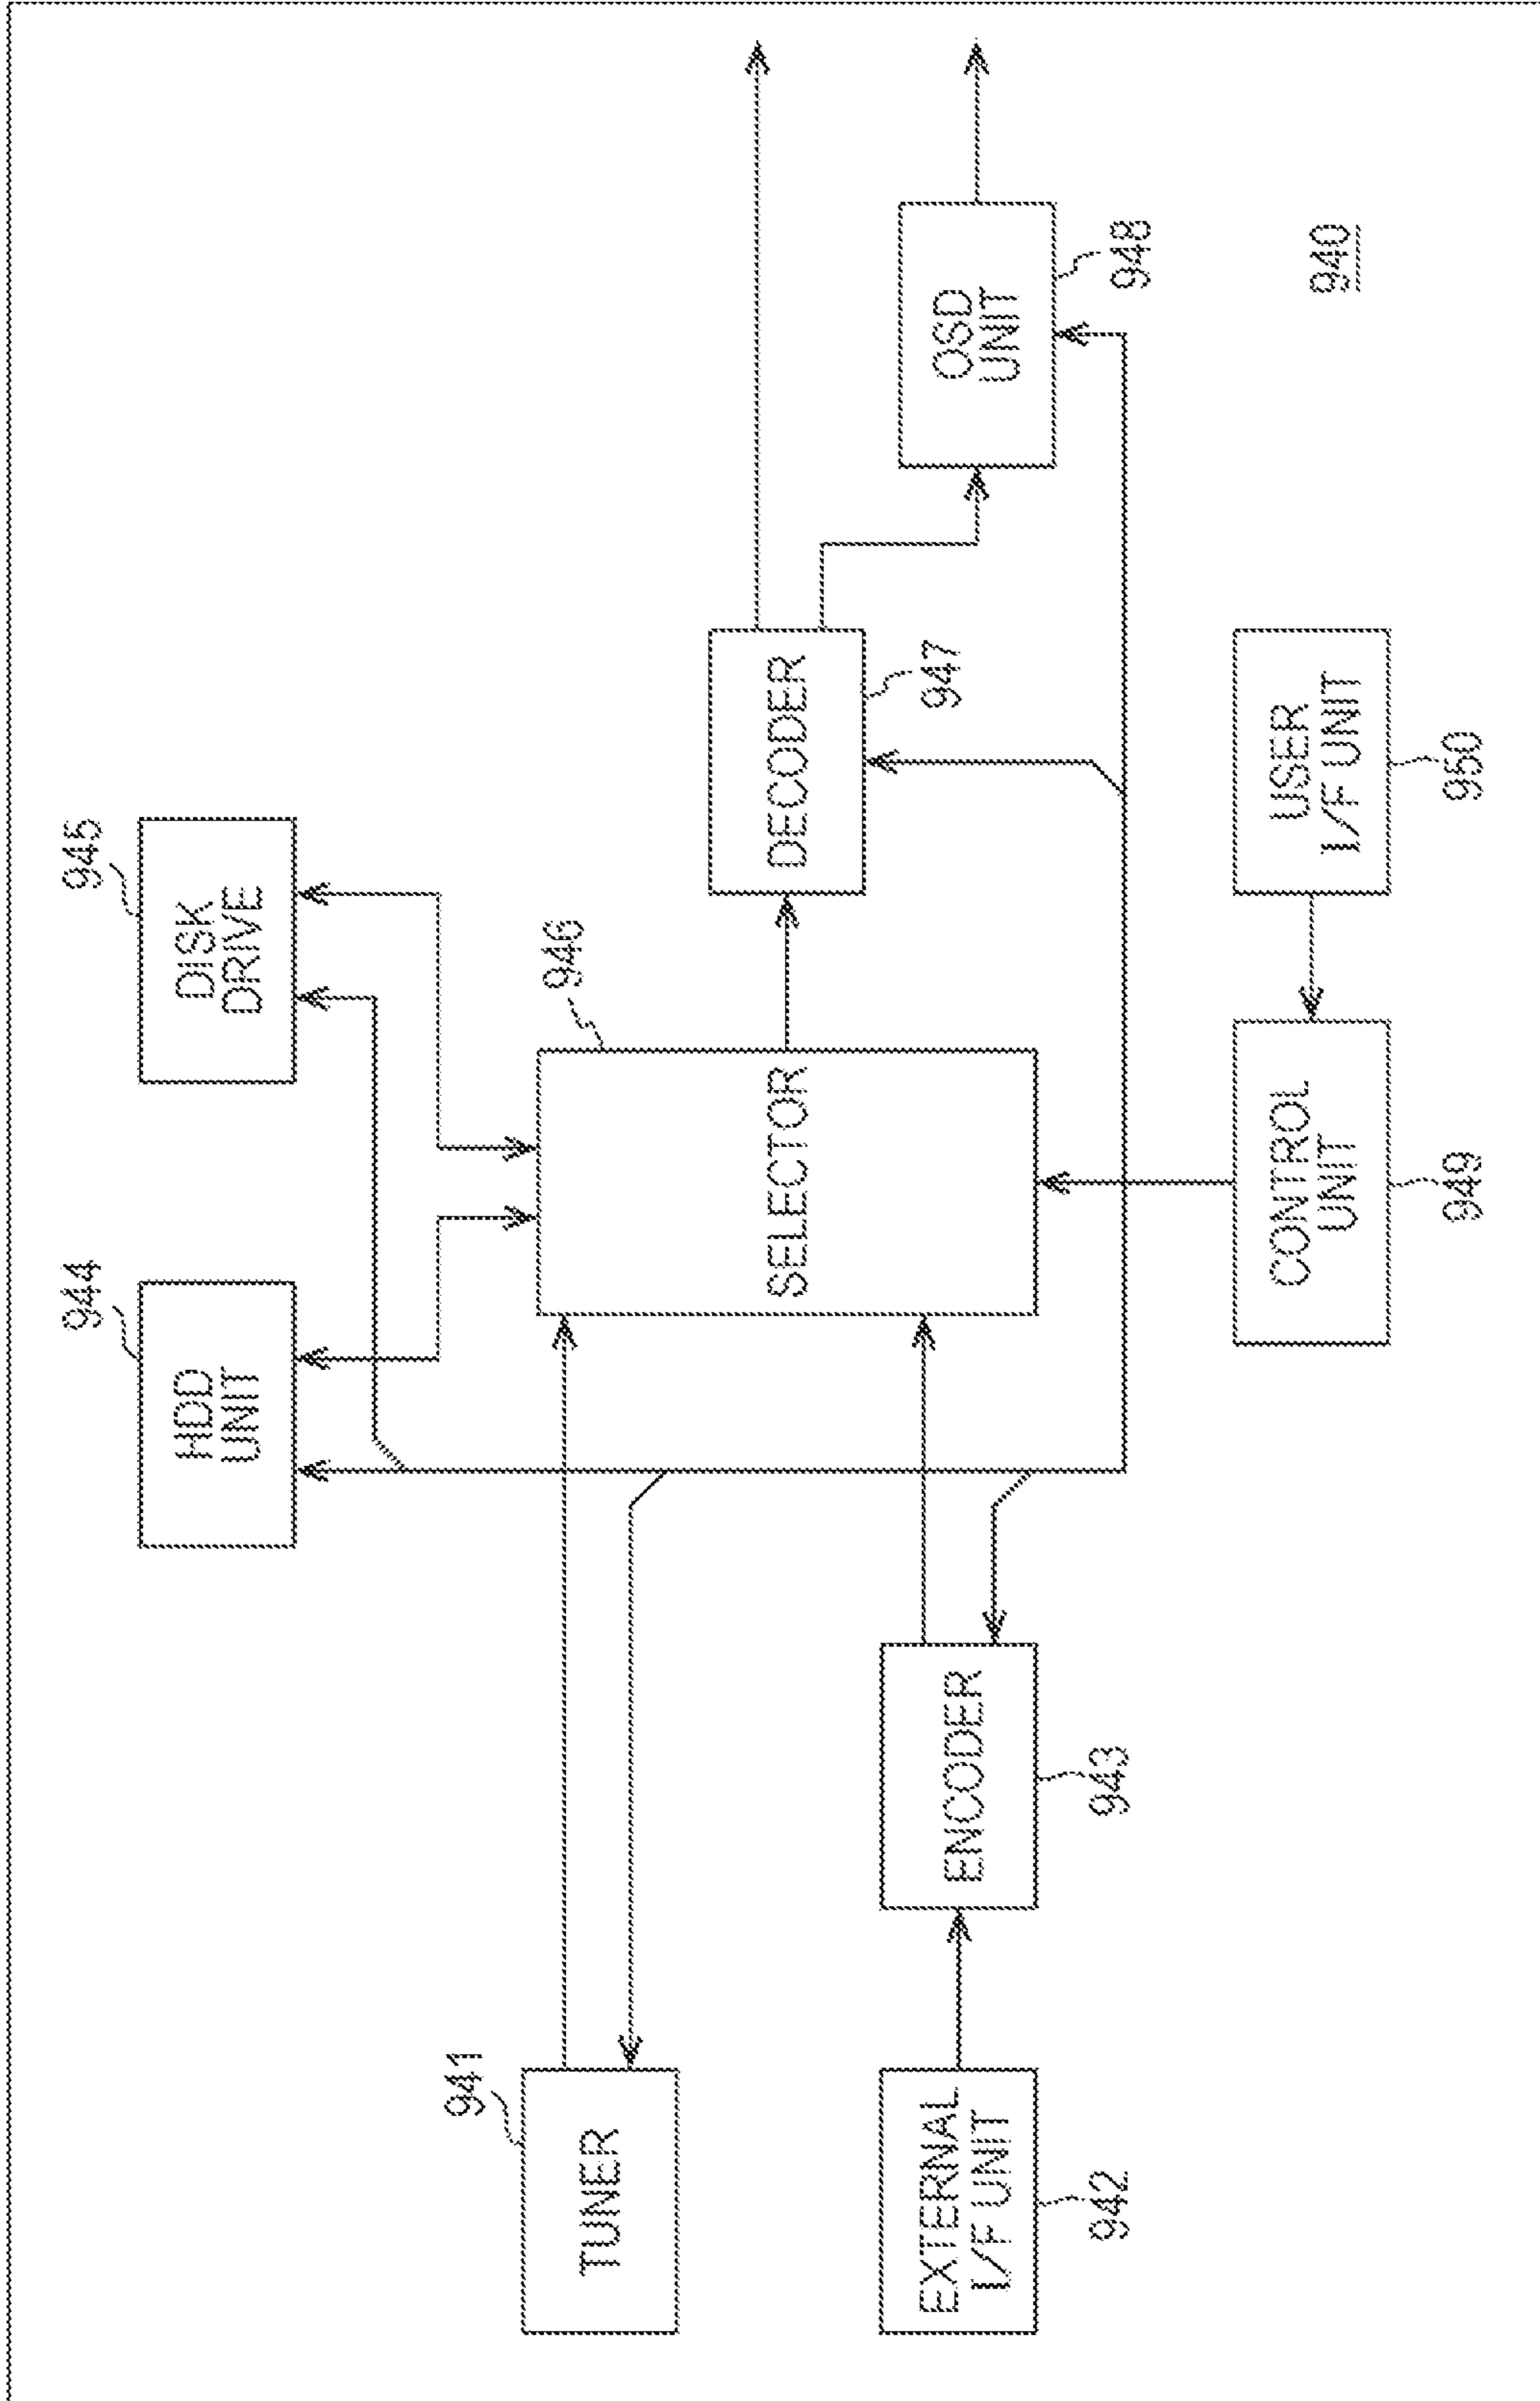 944
HDD
UNIT
945
DISK
DRIVE
941
TUNER
946
SELECTOR
DECODER
947
EXTERNAL
I/F UNIT
942
ENCODER
943
OSD
UNIT
948
CONTROL
UNIT
949
USER
I/F UNIT
950
940